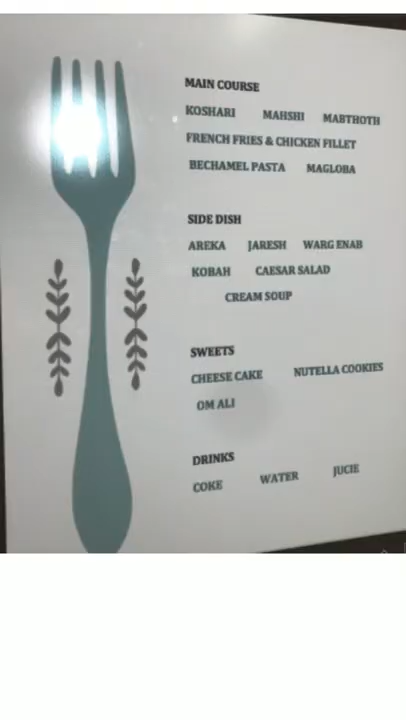 MAIN COURSE
KOSHARI MAHSHI MABTHOTH
FRENCH FRIES & CHICKEN FILLET
BECHAMEL PASTA MAGLOBA
SIDE DISH
AREKA JARESH WARG ENAB
KOBAH CAESAR SALAD
CREAM SOUP
SWEETS
CHEESE CAKE NUTELLA COOKIES
OM ALI
DRINKS
COKE WATER JUCIE